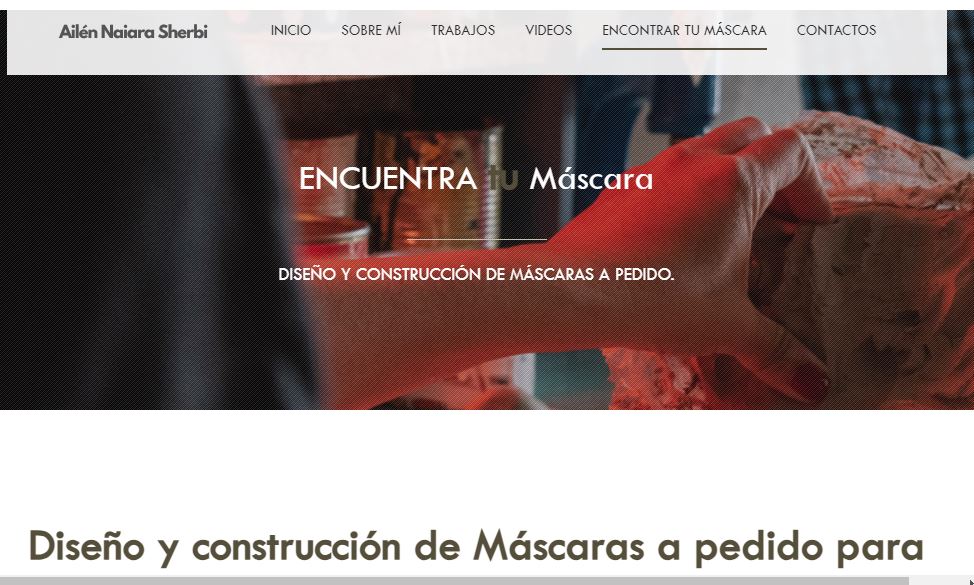 Ailén Naiara Sherbi INICIO SOBRE MÍ TRABAJOS VIDEOS ENCONTRAR TU MÁSCARA CONTACTOS
ENCUENTRA tu Máscara
DISEÑO Y CONSTRUCCIÓN DE MÁSCARAS A PEDIDO.
Diseño y construcción de Máscaras a pedido para